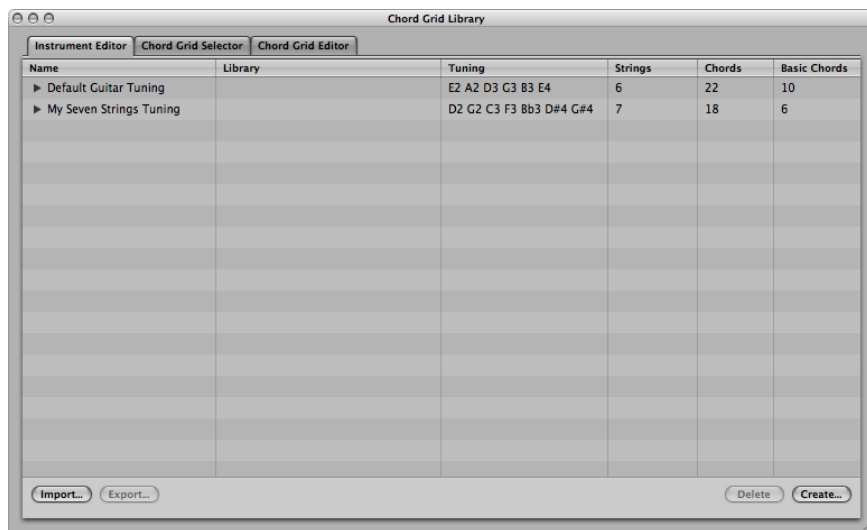 Chord Grid Library
Instrument Editor Chord Grid Selector Chord Grid Editor
Name Library Tuning Strings Chords Basic Chords
Default Guitar Tuning E2 A2 D3 G3 B3 E4 6 22 10
My Seven Strings Tuning D2 G2 C3 F3 Bb3 D#4 G#4 7 18 6
Import... Export... Delete Create...